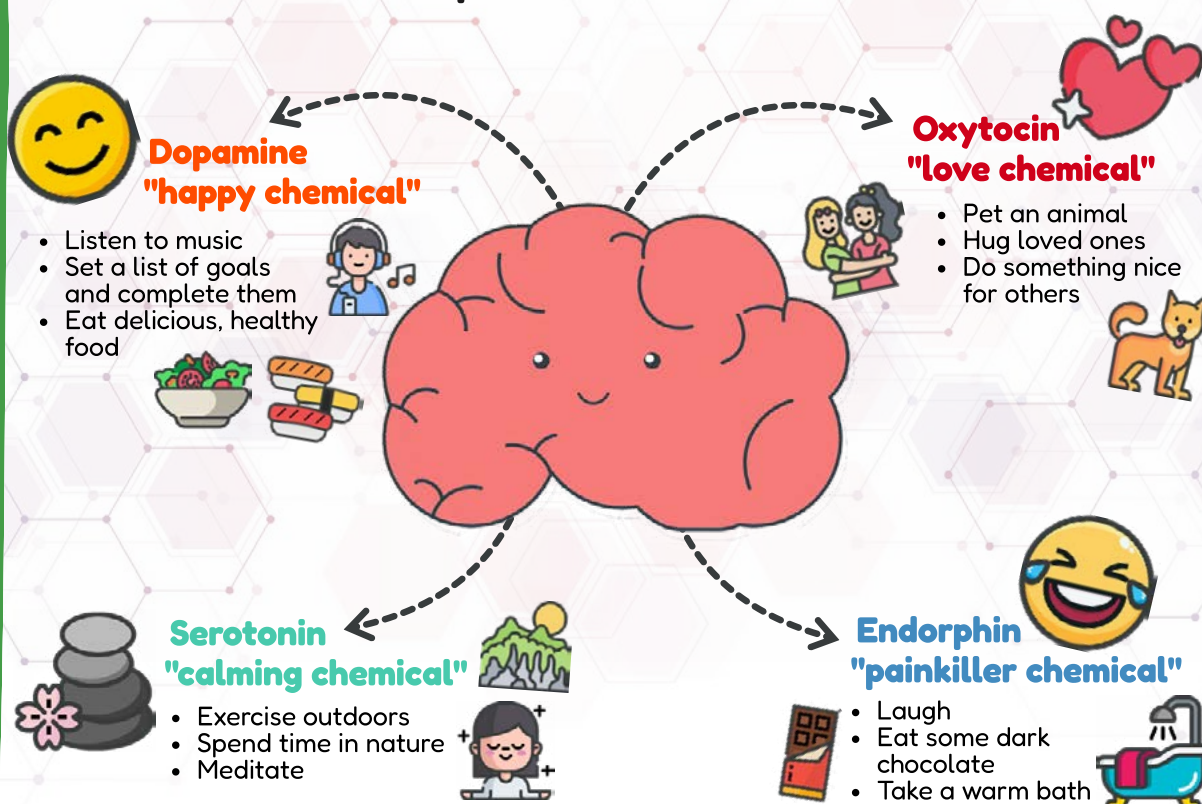 Dopamine
"happy chemical"
• Listen to music
• Set a list of goals
and complete them
• Eat delicious, healthy
food
Oxytocin
"love chemical"
• Pet an animal
• Hug loved ones
• Do something nice
for others
Serotonin
"calming chemical"
• Exercise outdoors
• Spend time in nature
• Meditate
Endorphin
"painkiller chemical"
• Laugh
• Eat some dark
chocolate
• Take a warm bath